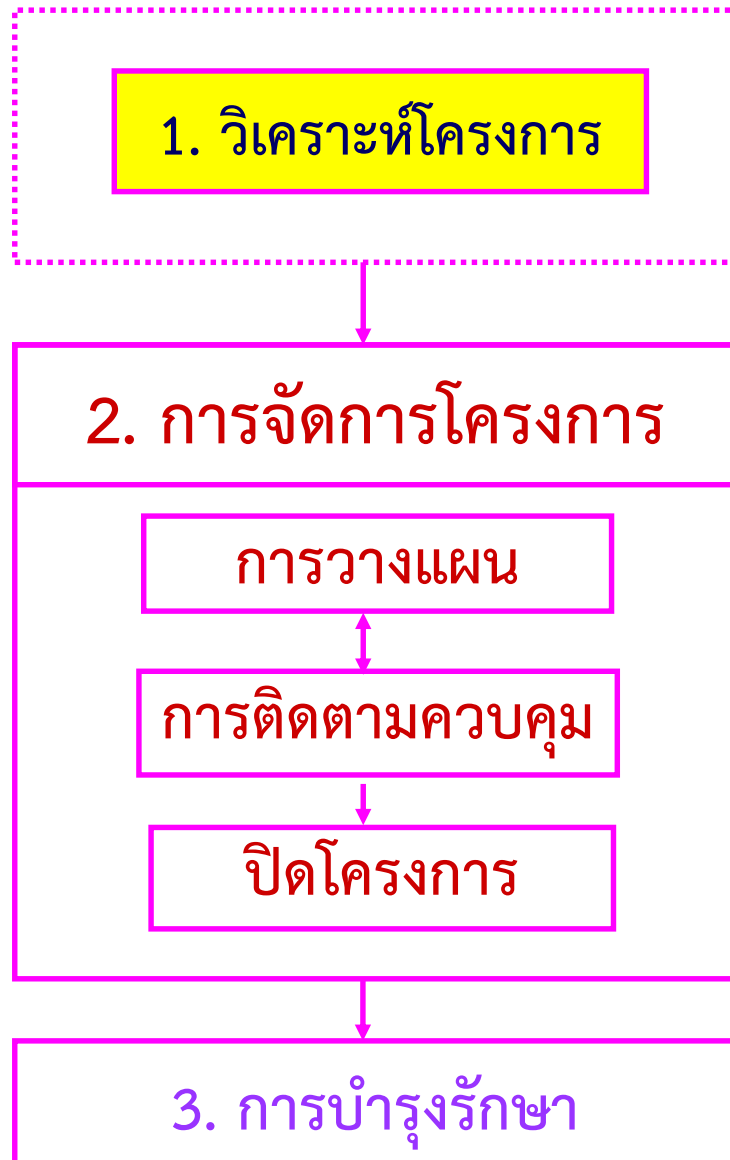 1. วิเคราะห์โครงการ
2. การจัดการโครงการ
การวางแผน
การติดตามควบคุม
ปิดโครงการ
3. การบำรุงรักษา